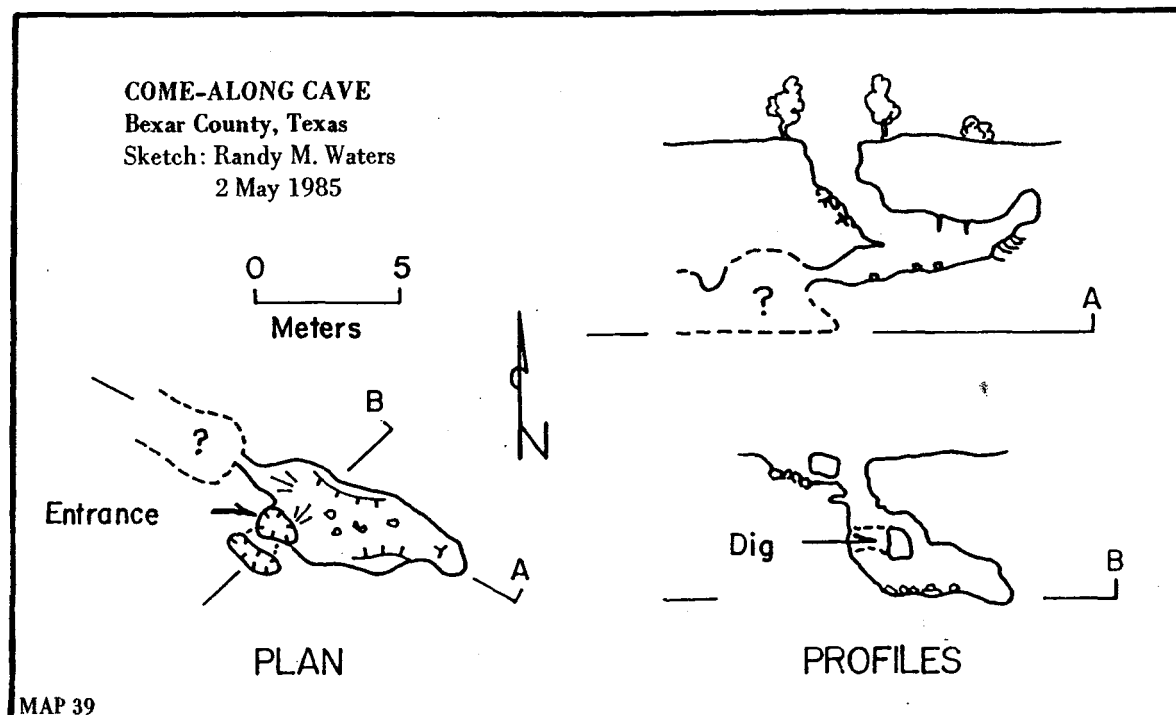 COME-ALONG CAVE
Bexar County, Texas
Sketch: Randy M. Waters
2 May 1985
0 5
Meters
N
?
A
?
B
Entrance
A
PLAN
Dig
B
PROFILES
MAP 39